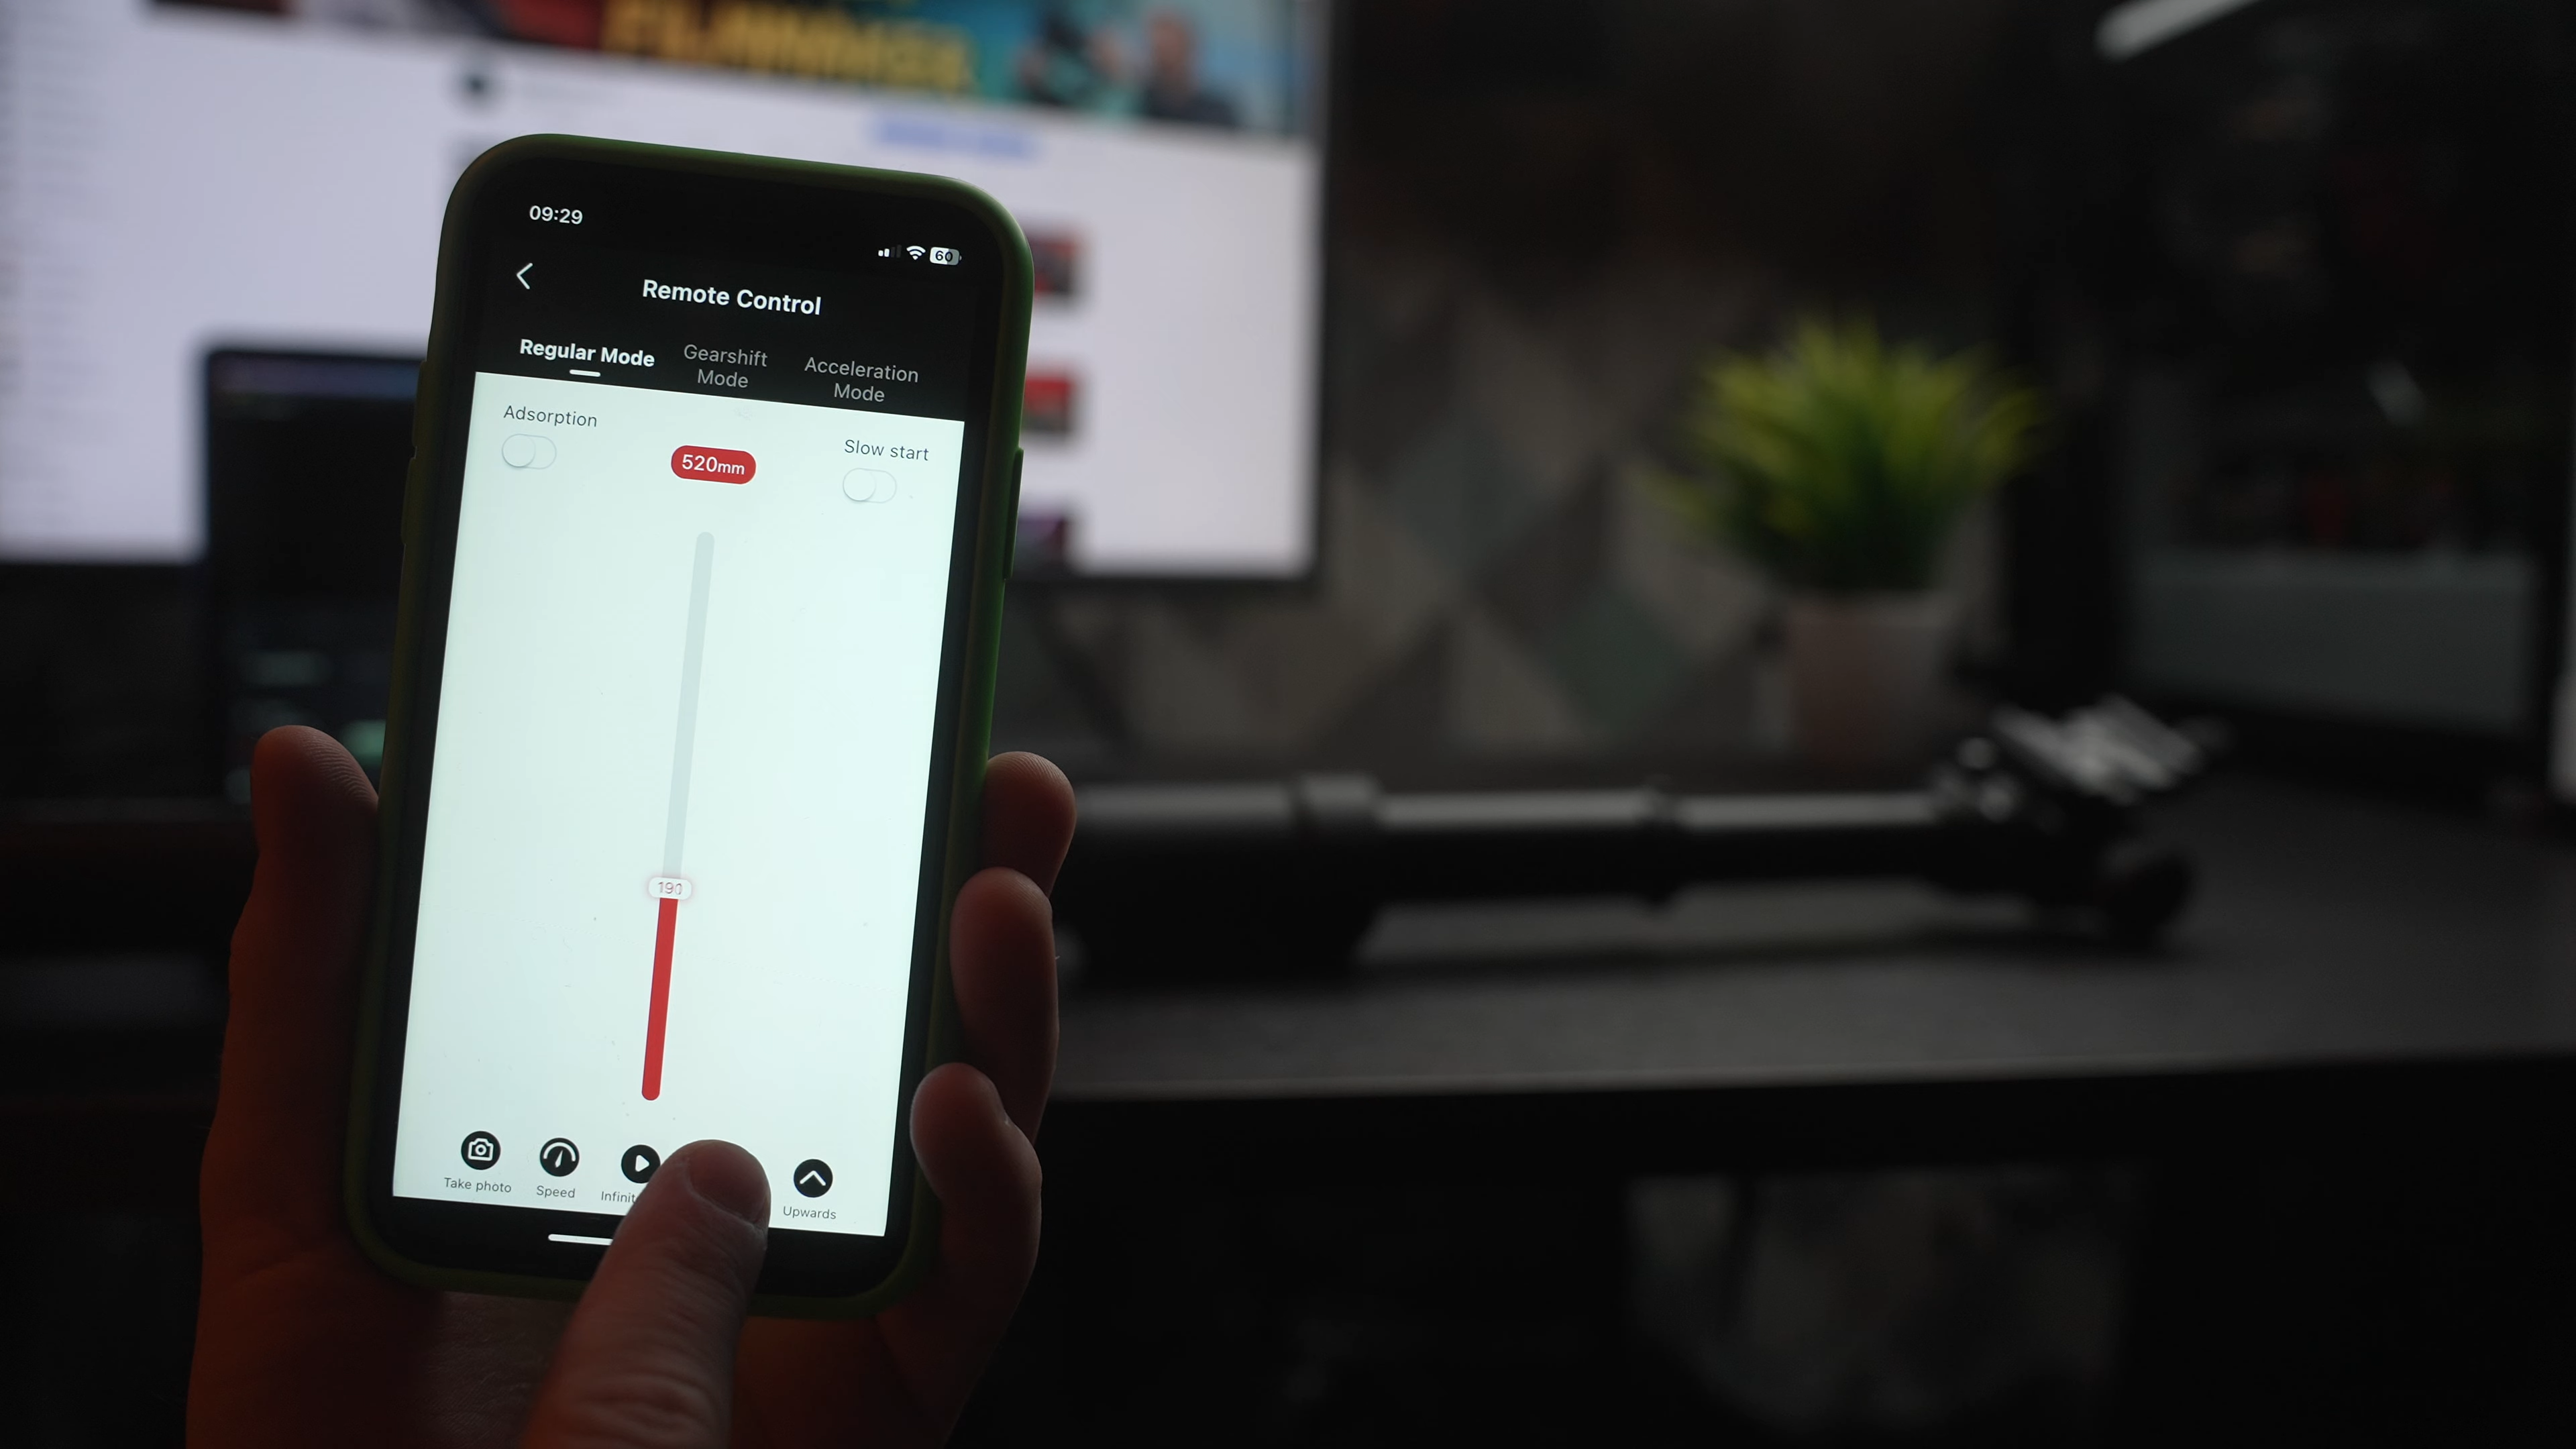 09:29
60
Remote Control
Regular Mode
Gearshift
Mode
Acceleration
Mode
Adsorption
520mm
Slow start
190
Take photo
Speed
Infinit
Upwards